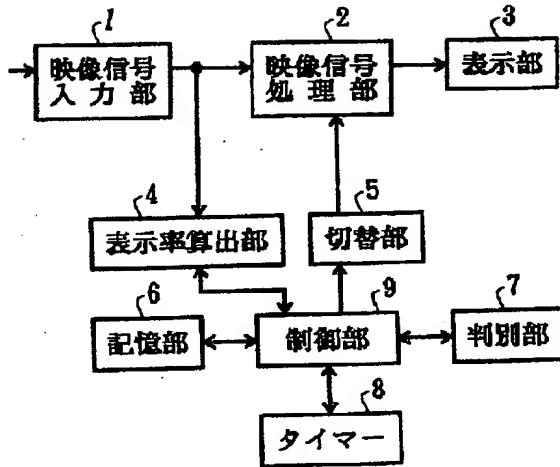 1
映像信号
入力部
2
映像信号
処理部
3
表示部
4
表示率算出部
5
切替部
6
記憶部
9
制御部
7
判別部
8
タイマー